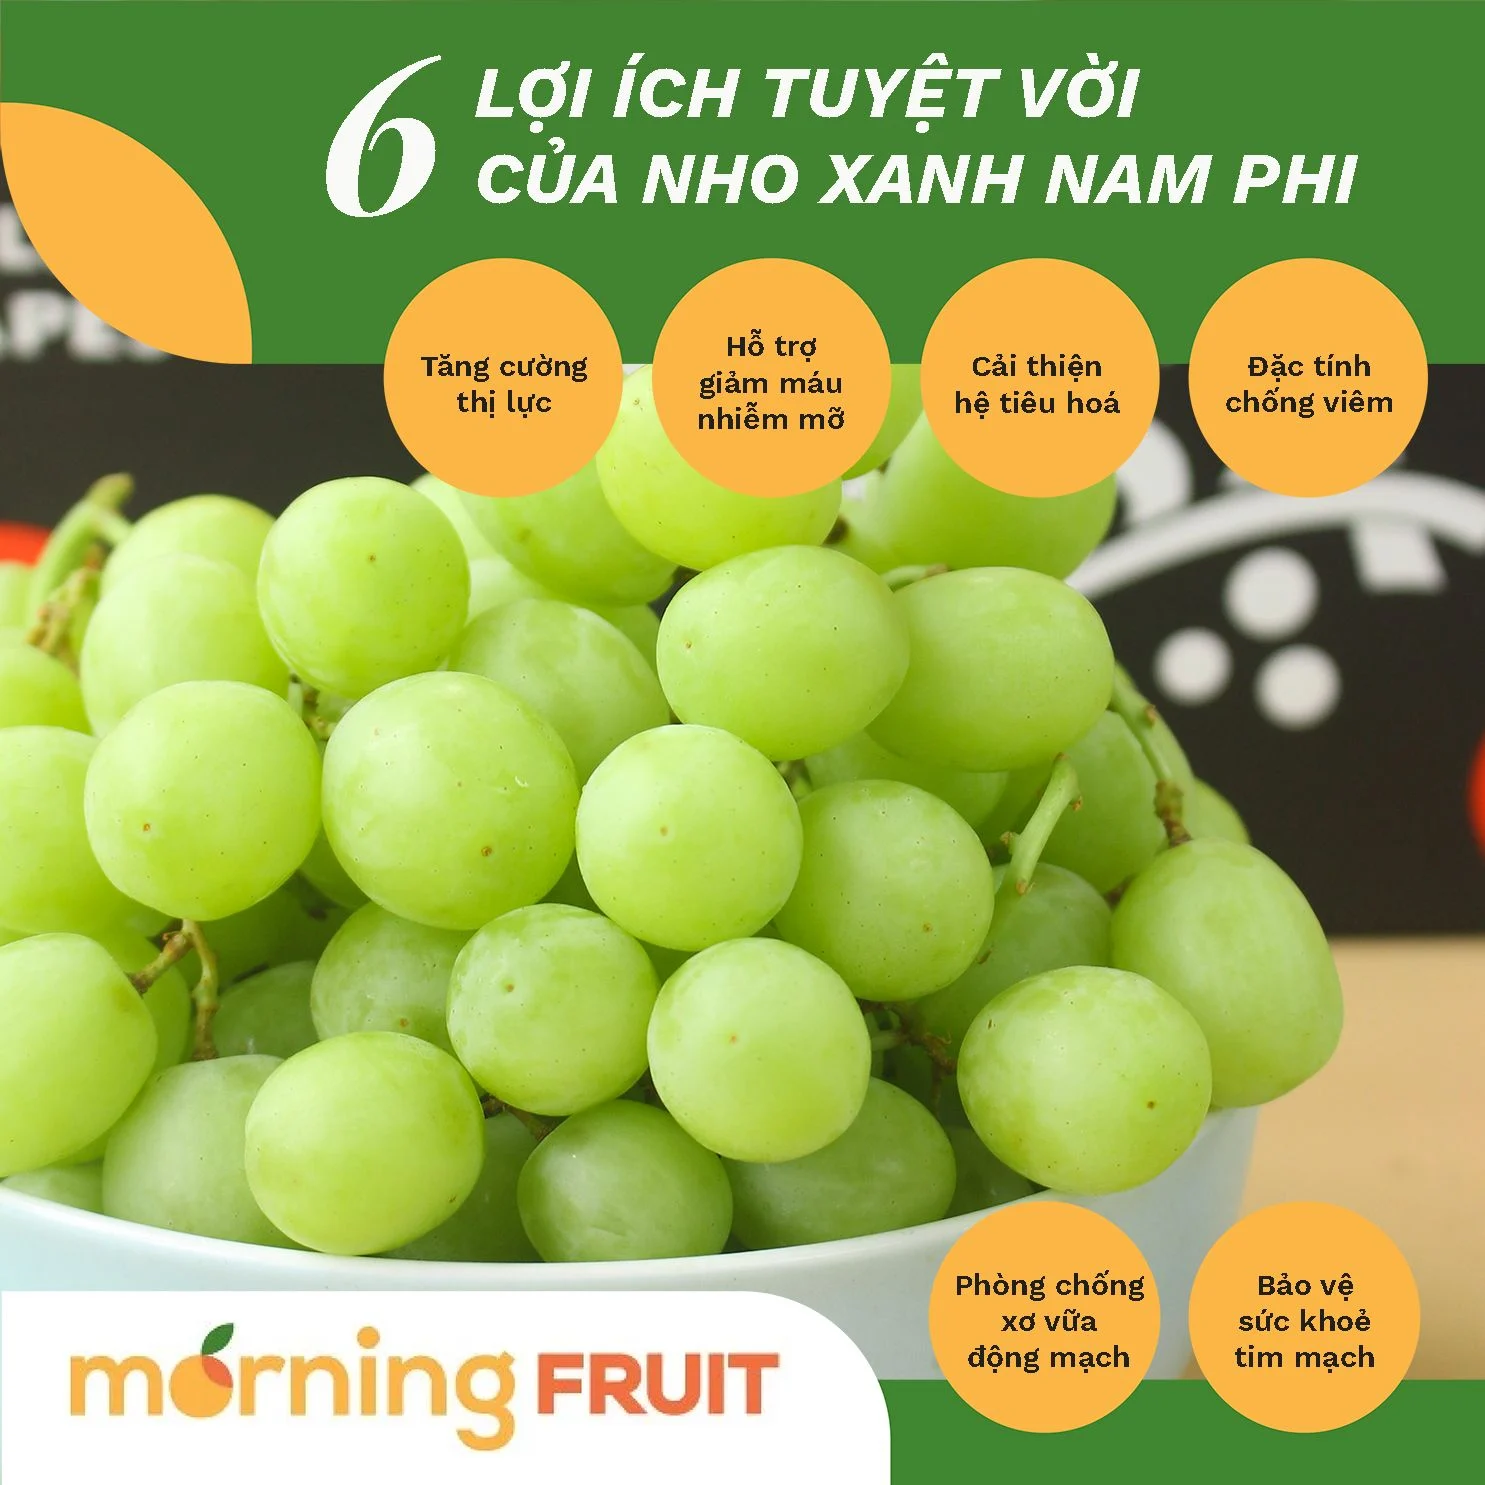 6 LỢI ÍCH TUYỆT VỜI
CỦA NHO XANH NAM PHI
Tăng cường
thị lực
Hỗ trợ
giảm máu
nhiễm mỡ
Cải thiện
hệ tiêu hoá
Đặc tính
chống viêm
Phòng chống
xơ vữa
động mạch
Bảo vệ
sức khoẻ
tim mạch
morning FRUIT